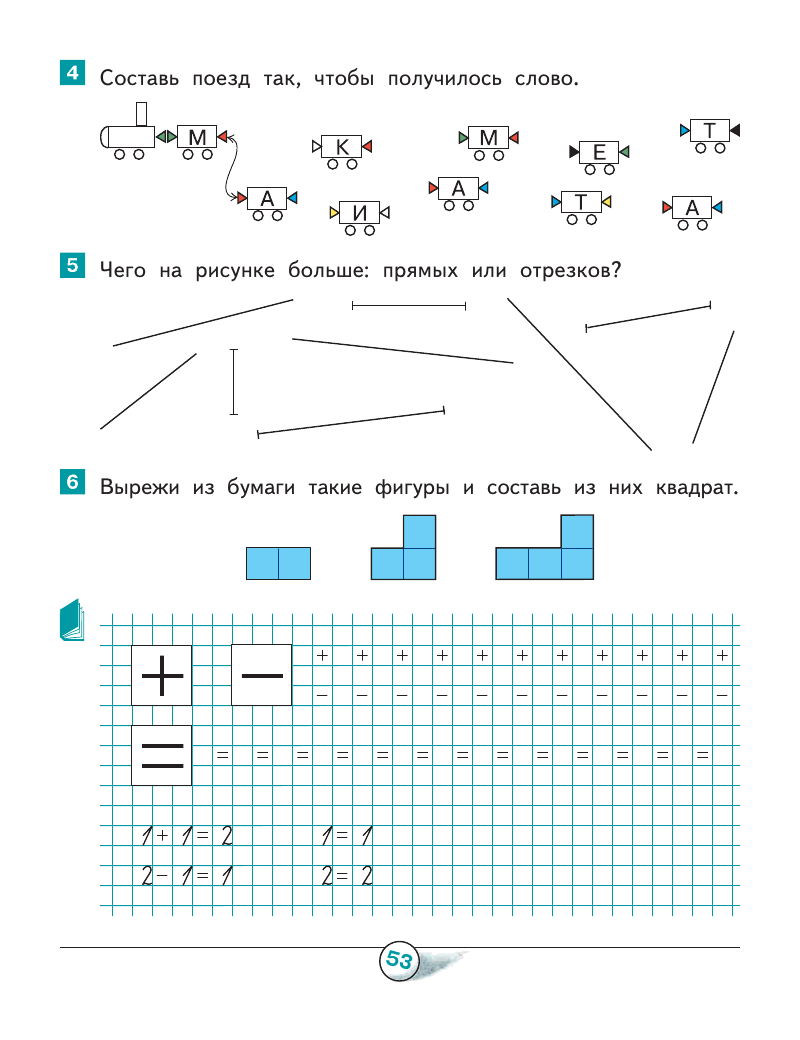 4 Составь поезд так, чтобы получилось слово.
М К М Е Т
А И А Т А
5 Чего на рисунке больше: прямых или отрезков?
6 Вырежи из бумаги такие фигуры и составь из них квадрат.
+ − + + + + + + + + + + +
− − − − − − − − − − −
= = = = = = = = = = = = = =
1 + 1 = 2 1 = 1
2 − 1 = 1 2 = 2
53